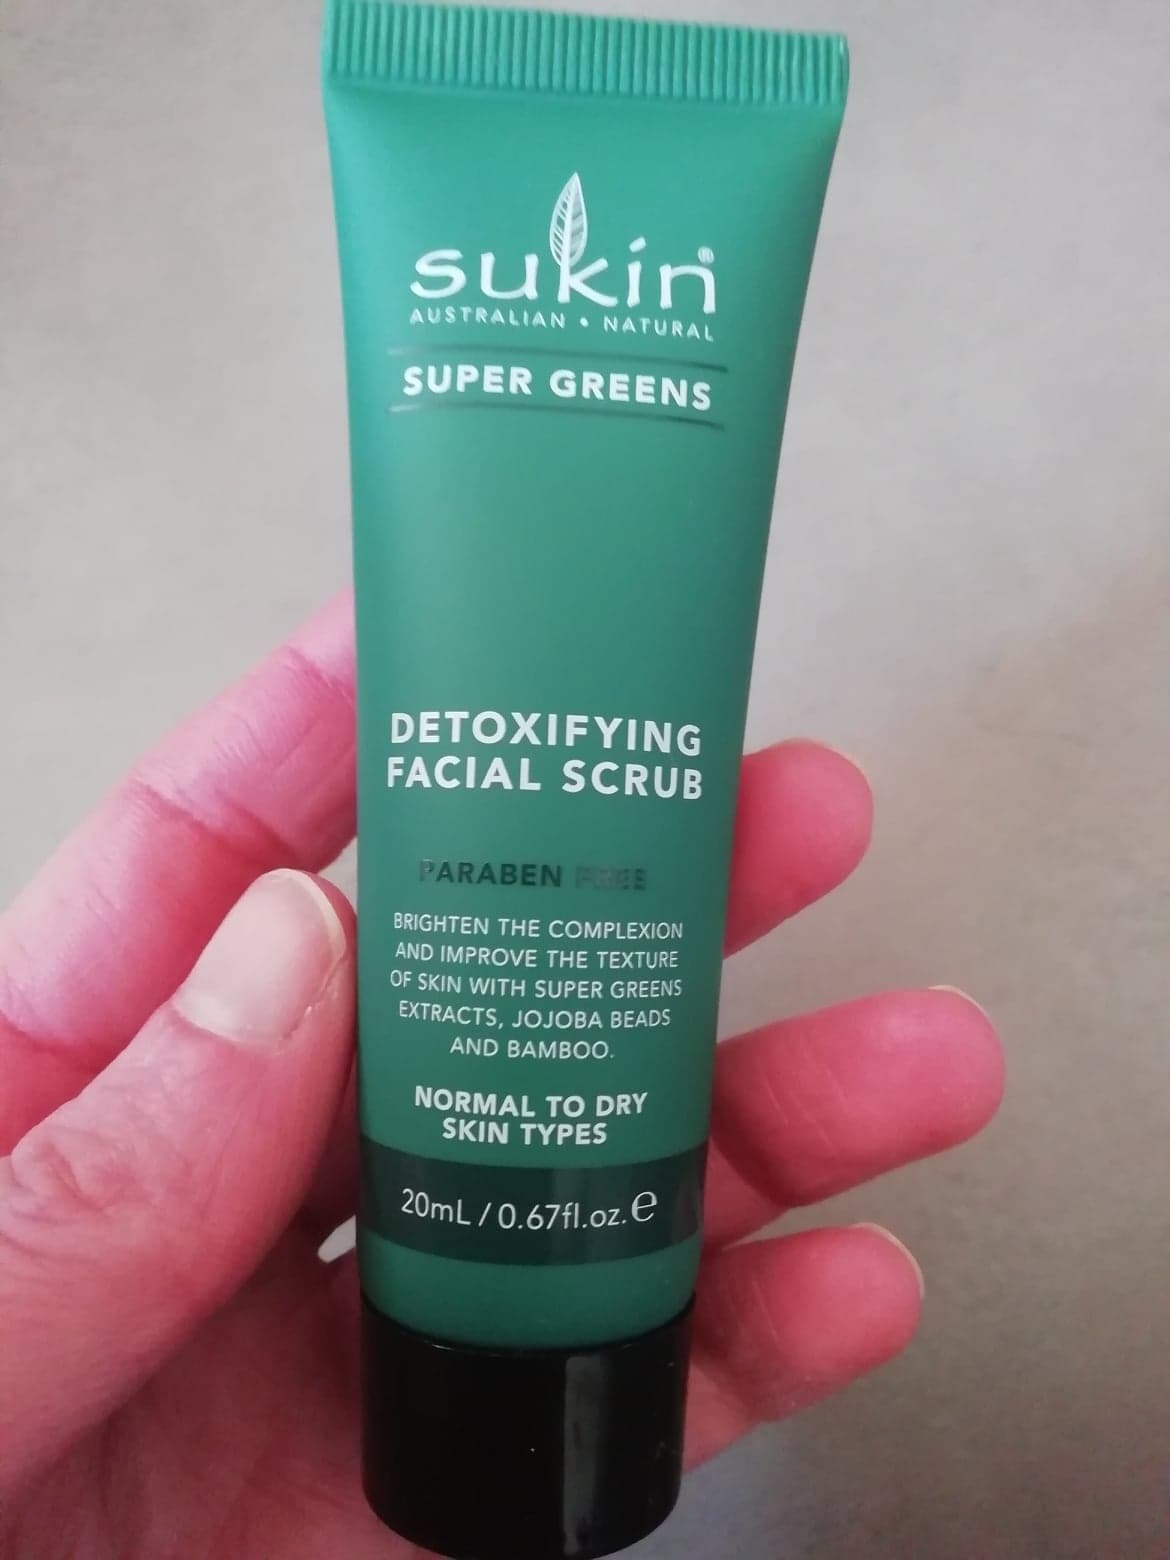 sukin®
AUSTRALIAN • NATURAL
SUPER GREENS
DETOXIFYING
FACIAL SCRUB
PARABEN FREE
BRIGHTEN THE COMPLEXION
AND IMPROVE THE TEXTURE
OF SKIN WITH SUPER GREENS
EXTRACTS, JOJOBA BEADS
AND BAMBOO.
NORMAL TO DRY
SKIN TYPES
20mL / 0.67fl.oz.℮